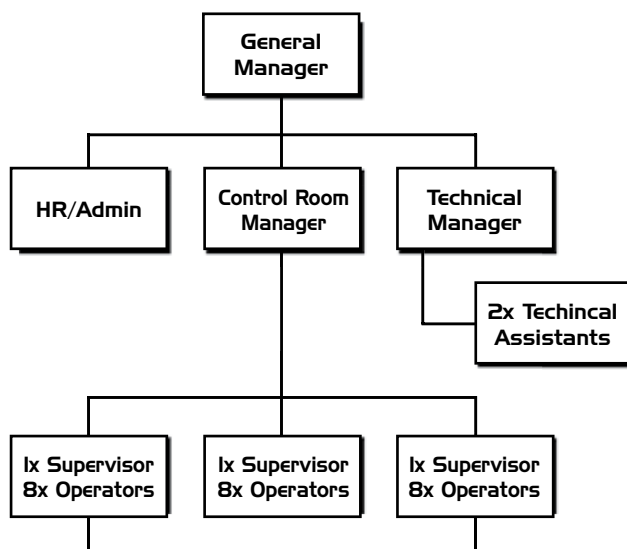 General
Manager
HR/Admin
Control Room
Manager
Technical
Manager
2x Techincal
Assistants
1x Supervisor
8x Operators
1x Supervisor
8x Operators
1x Supervisor
8x Operators